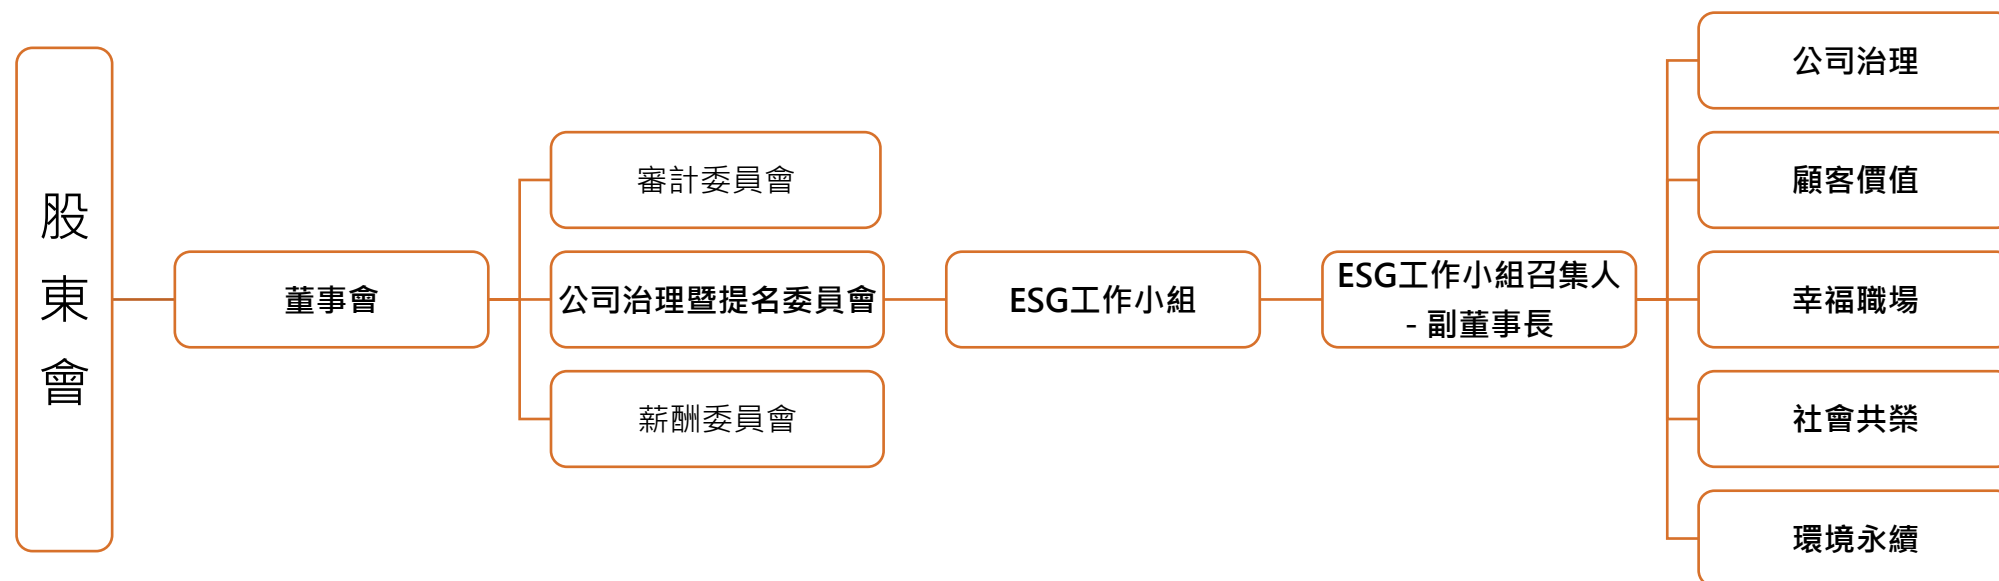 股東會
董事會
審計委員會
公司治理暨提名委員會
薪酬委員會
ESG工作小組
ESG工作小組召集人
- 副董事長
公司治理
顧客價值
幸福職場
社會共榮
環境永續